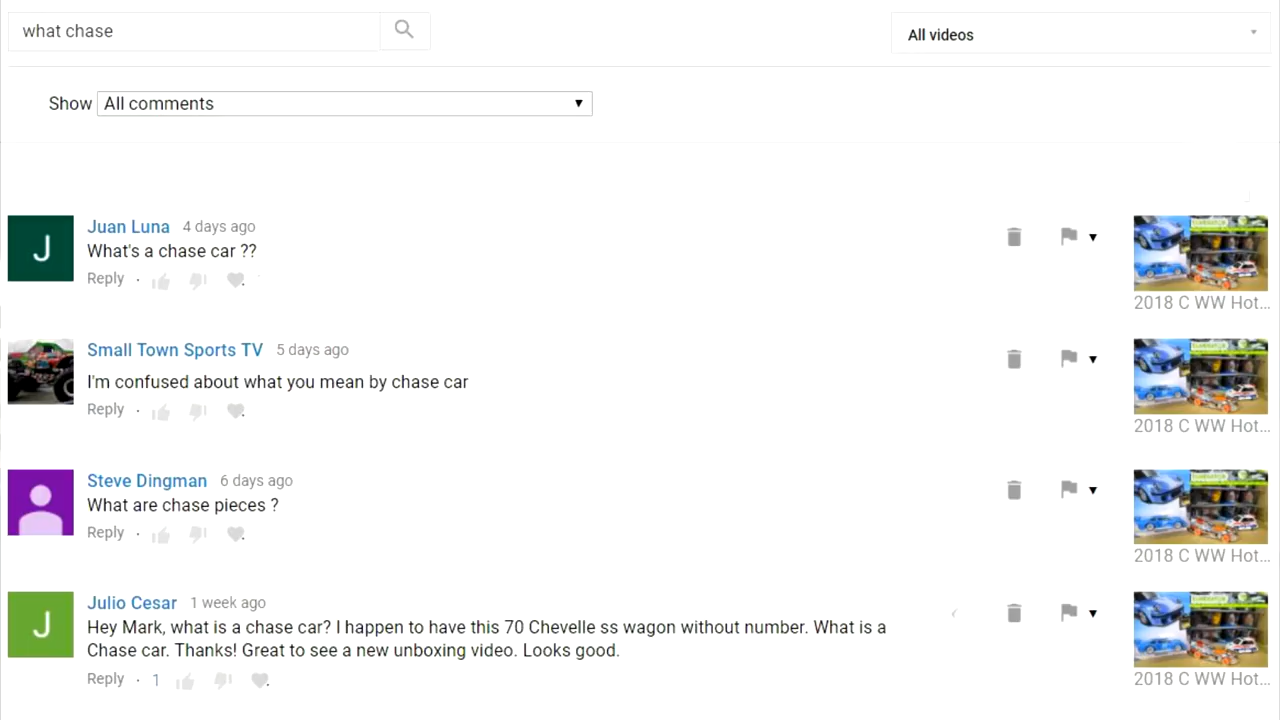 what chase
All videos
Show All comments
J
Juan Luna 4 days ago
What's a chase car ??
Reply ·
2018 C WW Hot...
Small Town Sports TV 5 days ago
I'm confused about what you mean by chase car
Reply ·
2018 C WW Hot...
Steve Dingman 6 days ago
What are chase pieces ?
Reply ·
2018 C WW Hot...
J
Julio Cesar 1 week ago
Hey Mark, what is a chase car? I happen to have this 70 Chevelle ss wagon without number. What is a
Chase car. Thanks! Great to see a new unboxing video. Looks good.
Reply · 1
2018 C WW Hot...